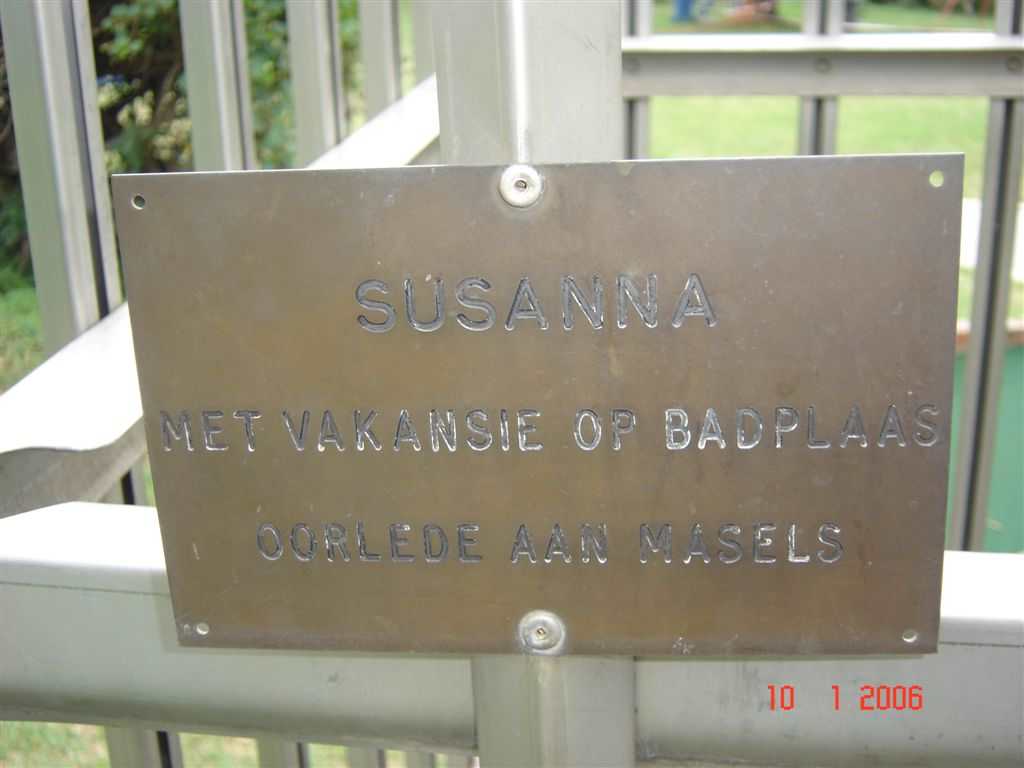 SUSANNA
MET VAKANSIE OP BADPLAAS
OORLEDE AAN MASELS
10 1 2006